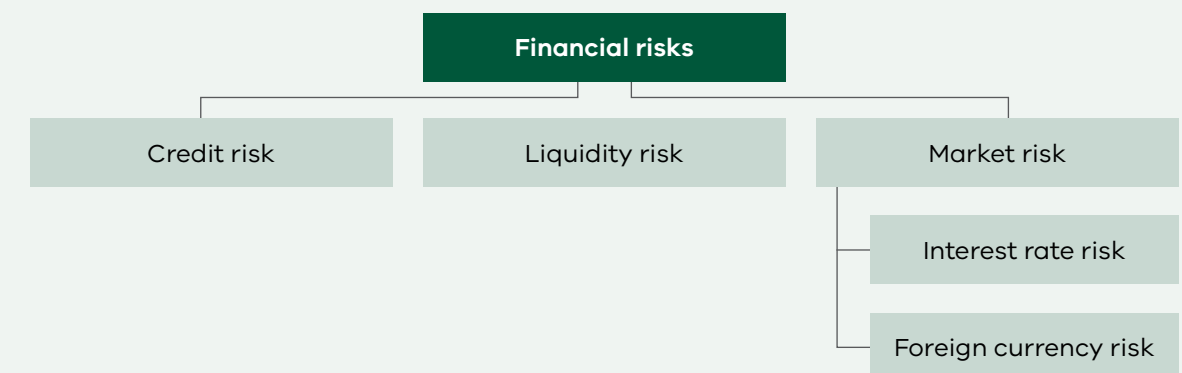 Financial risks
Credit risk
Liquidity risk
Market risk
Interest rate risk
Foreign currency risk